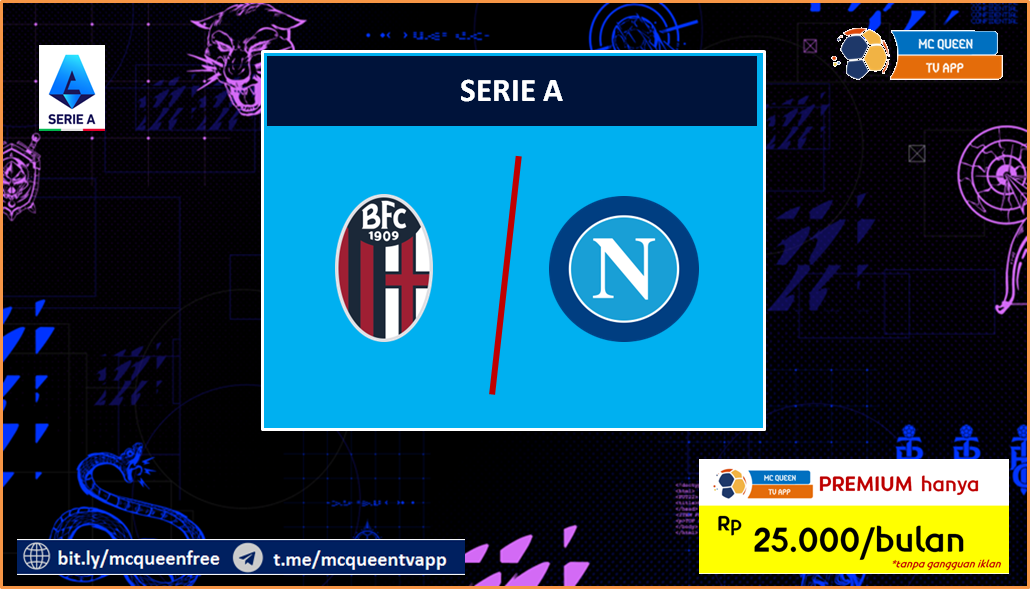 SERIE A
SERIE A
MC QUEEN
TV APP
BFC
1909
N
MC QUEEN
TV APP
PREMIUM hanya
Rp 25.000/bulan
*tanpa gangguan iklan
bit.ly/mcqueenfree
t.me/mcqueentvapp